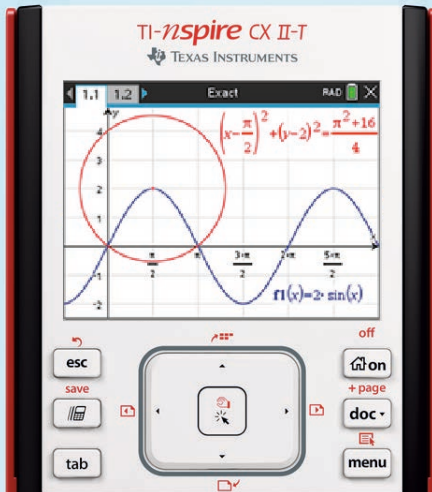 TI-nspire CX II-T
TEXAS INSTRUMENTS
1.1 1.2 Exact RAD
y
(x-π/2)²+(y-2)²=(π²+16)/4
4
3
2
1
x
π/2 π 3·π/2 2·π 5·π/2
-1
-2
f1(x)=2·sin(x)
off
esc
on
save
+page
doc
tab
menu